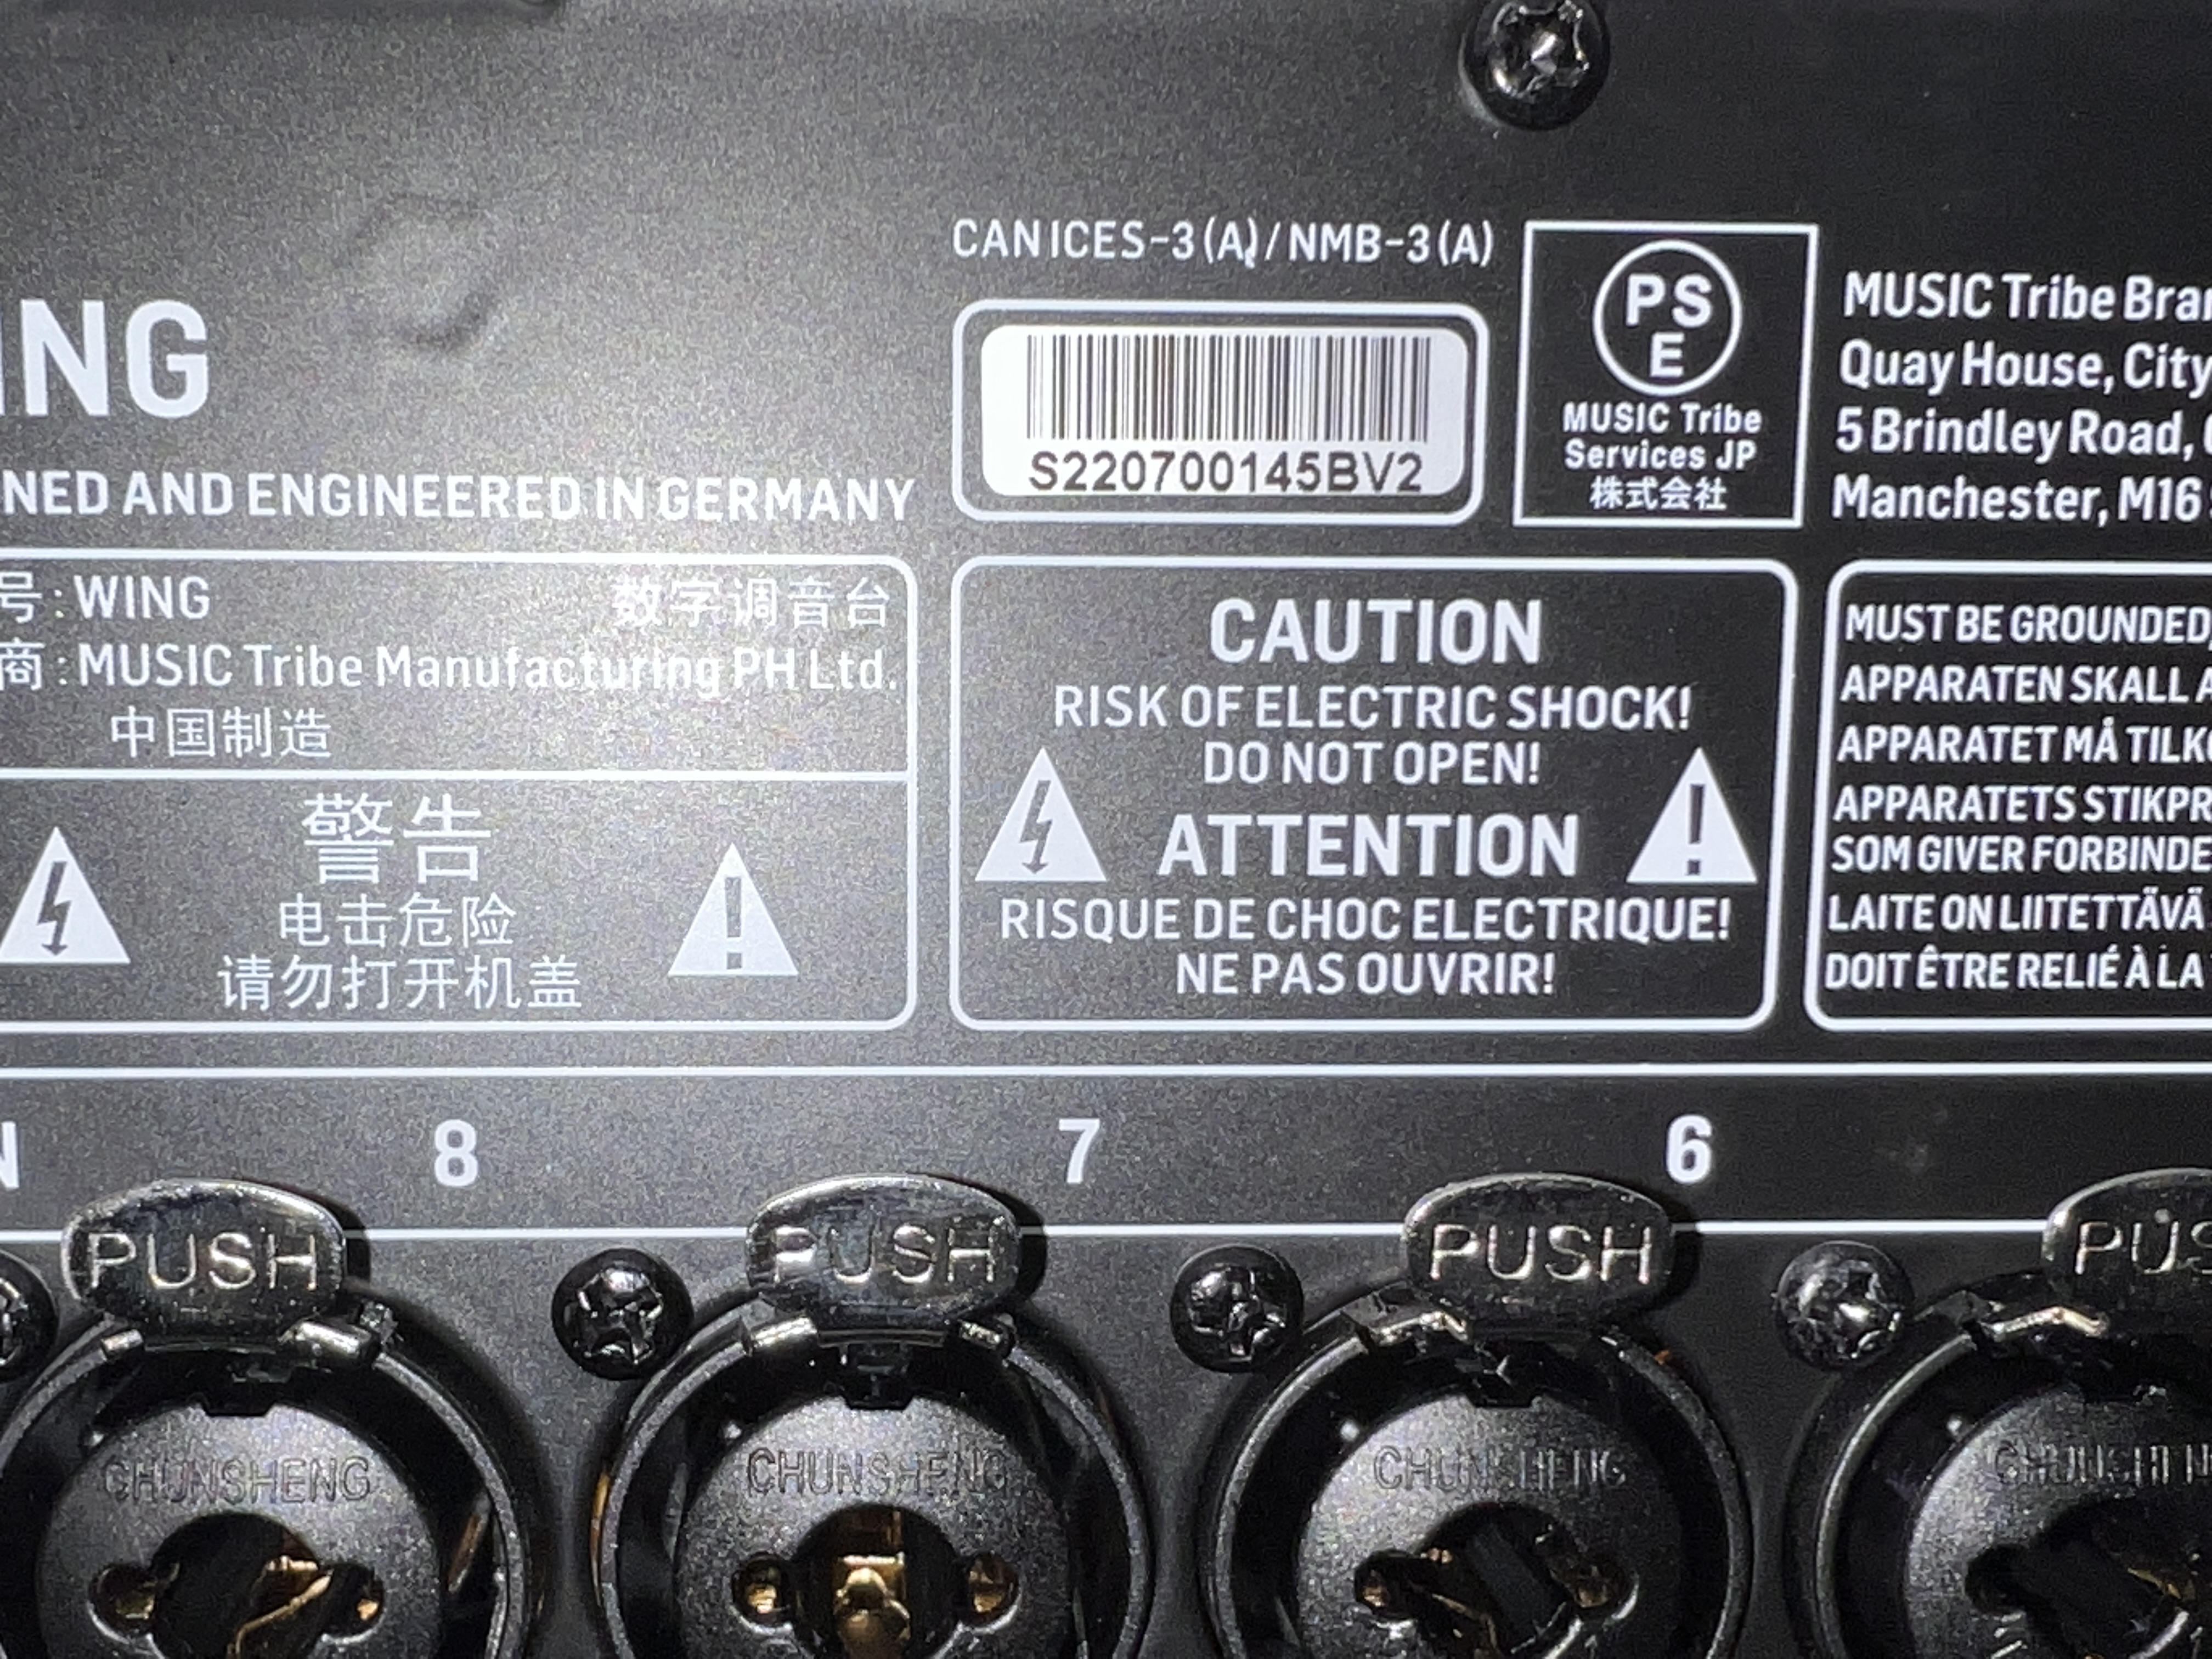 CAN ICES-3 (A) / NMB-3 (A)
ING
NED AND ENGINEERED IN GERMANY
S220700145BV2
PS
E
MUSIC Tribe
Services JP
株式会社
MUSIC Tribe Bra
Quay House, City
5 Brindley Road,
Manchester, M16
号: WING 数字调音台
商: MUSIC Tribe Manufacturing PH Ltd.
中国制造
警告
电击危险
请勿打开机盖
CAUTION
RISK OF ELECTRIC SHOCK!
DO NOT OPEN!
ATTENTION
RISQUE DE CHOC ELECTRIQUE!
NE PAS OUVRIR!
MUST BE GROUNDED
APPARATEN SKALL A
APPARATET MÅ TILK
APPARATETS STIKPR
SOM GIVER FORBINDE
LAITE ON LIITETTÄVÄ
DOIT ÊTRE RELIÉ À LA
N 8 7 6
PUSH PUSH PUSH PUS
CHUNSHENG CHUNSHENG CHUNSHENG CHUNSHEN